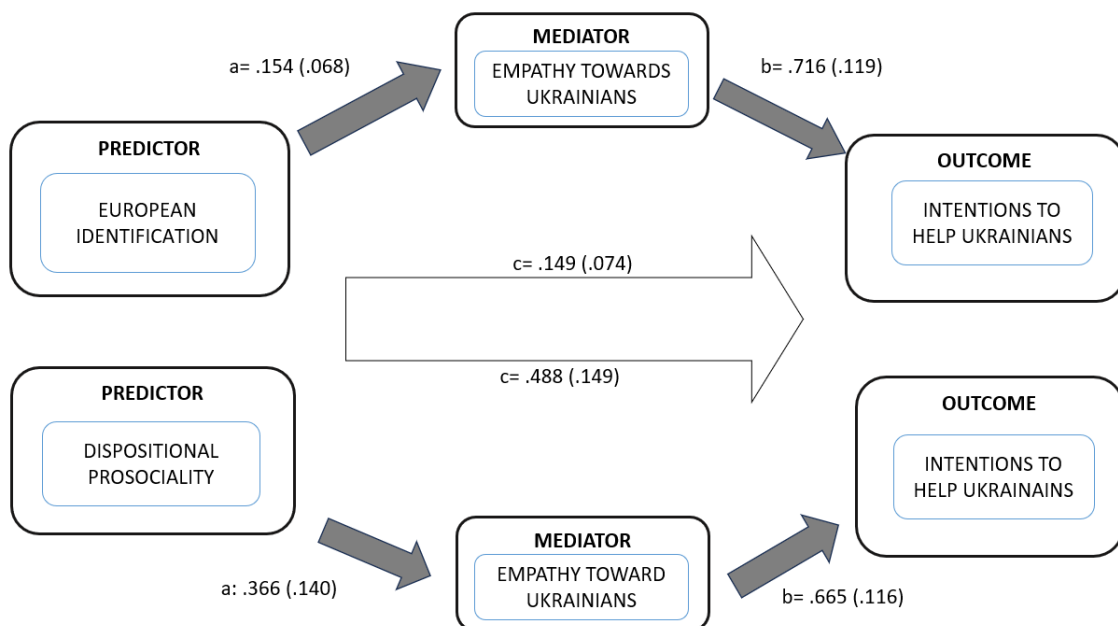 MEDIATOR
EMPATHY TOWARDS
UKRAINIANS
a= .154 (.068)
b= .716 (.119)
PREDICTOR
EUROPEAN
IDENTIFICATION
OUTCOME
INTENTIONS TO
HELP UKRAINIANS
c= .149 (.074)
c= .488 (.149)
PREDICTOR
DISPOSITIONAL
PROSOCIALITY
OUTCOME
INTENTIONS TO
HELP UKRAINAINS
MEDIATOR
EMPATHY TOWARD
UKRAINIANS
a: .366 (.140)
b= .665 (.116)